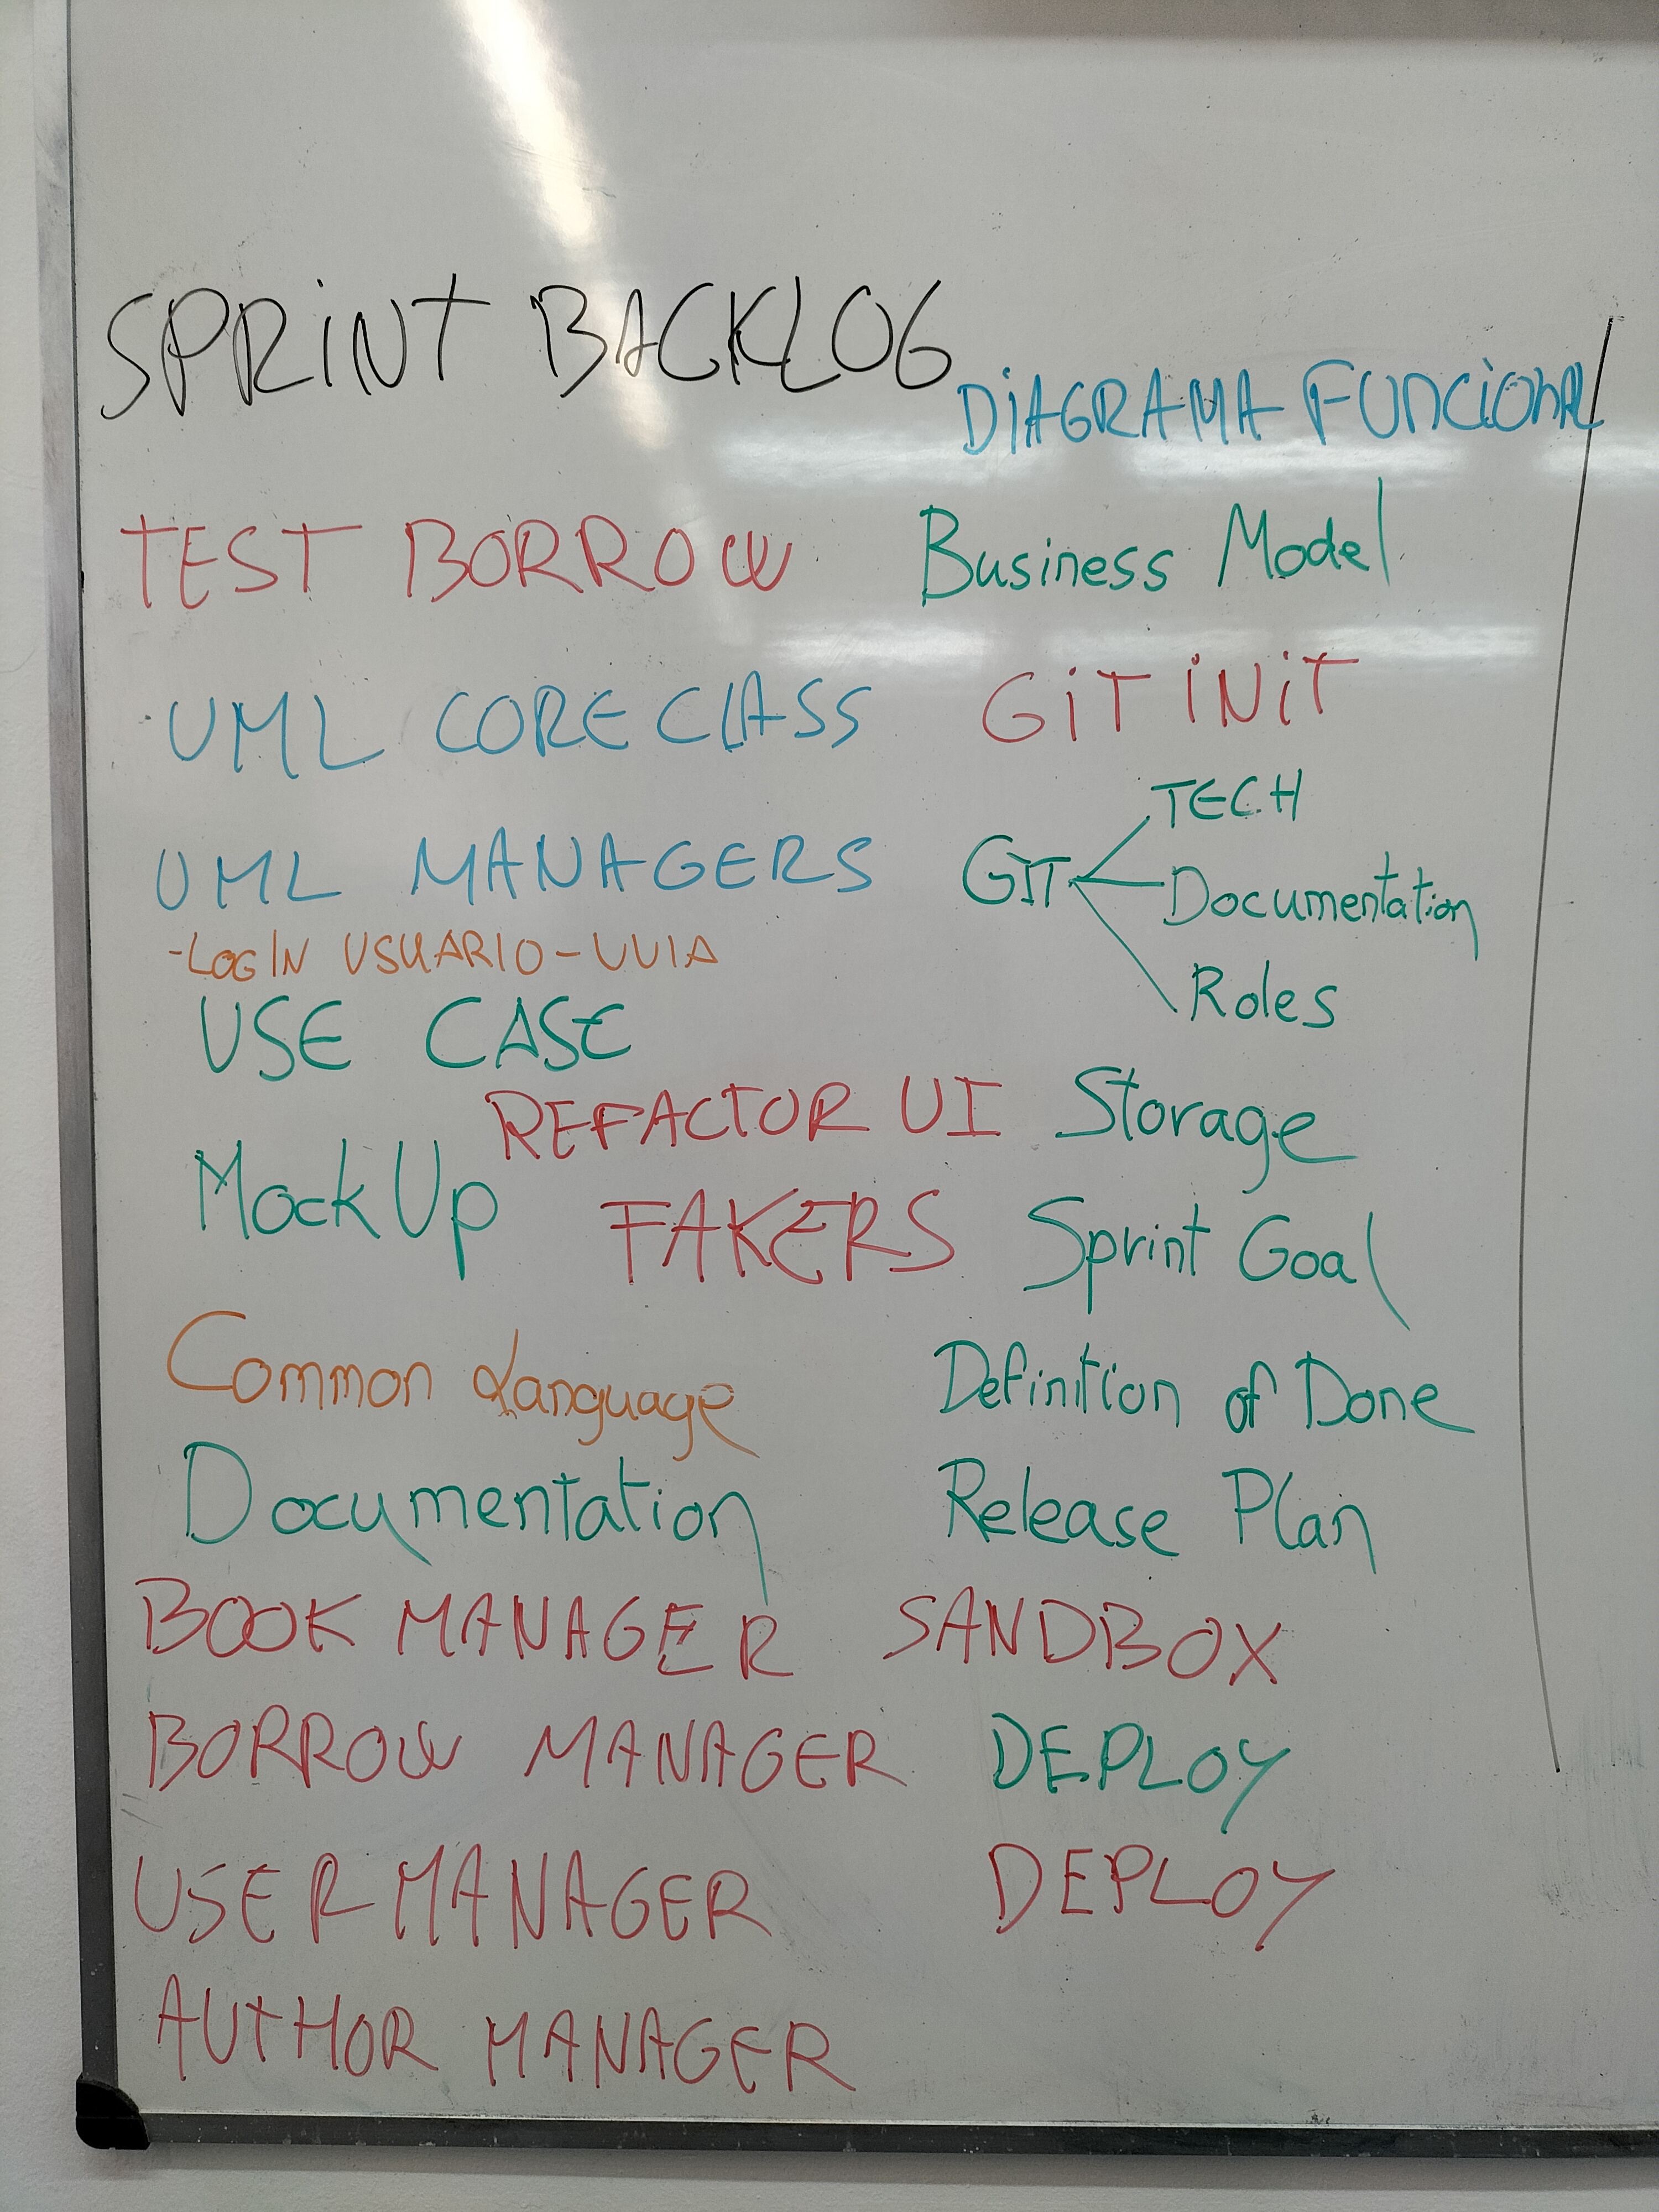 SPRINT BACKLOG
DIAGRAMA FUNCIONAL
TEST BORROW
Business Model
UML CORE CLASS
GIT INIT
UML MANAGERS
GIT
TECH
Documentation
Roles
-LOGIN USUARIO-
USE CASE
REFACTOR UI
Storage
MockUp
FAKERS
Sprint Goal
Common Language
Definition of Done
Documentation
Release Plan
BOOK MANAGER
SANDBOX
BORROW MANAGER
DEPLOY
USER MANAGER
DEPLOY
AUTHOR MANAGER